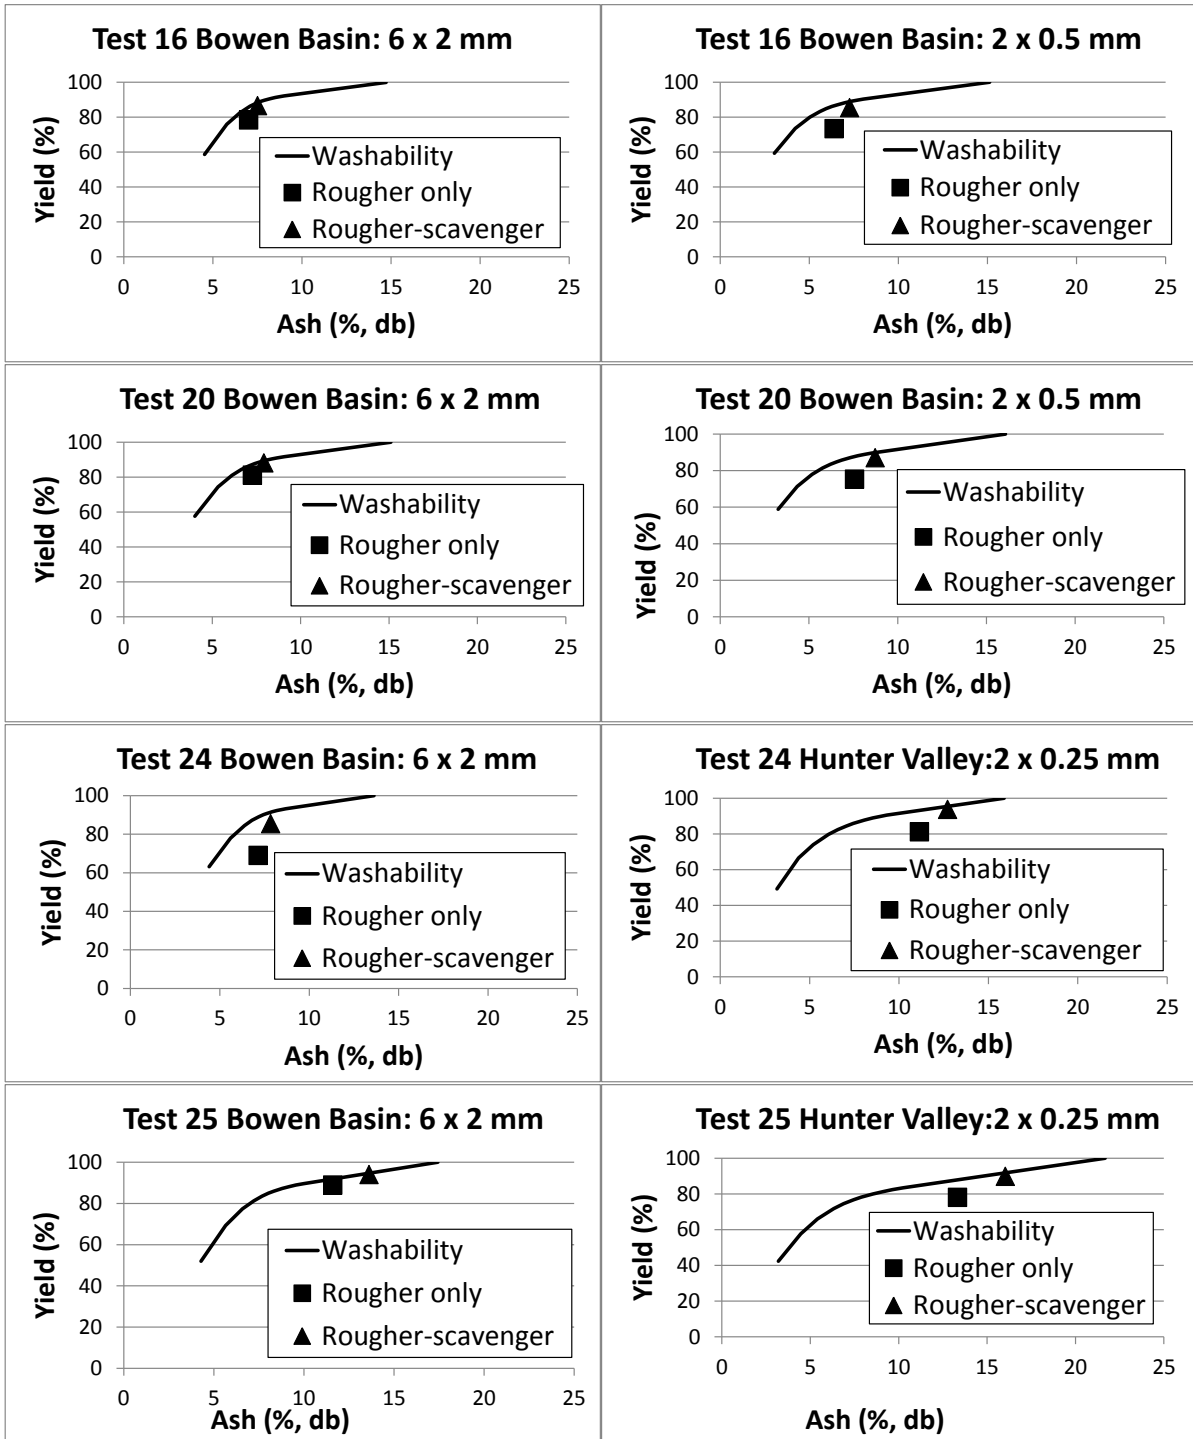 Test 16 Bowen Basin: 6 x 2 mm
100
80
60
40
20
0
Yield (%)
Washability
Rougher only
Rougher-scavenger
0 5 10 15 20 25
Ash (%, db)
Test 16 Bowen Basin: 2 x 0.5 mm
100
80
60
40
20
0
Yield (%)
Washability
Rougher only
Rougher-scavenger
0 5 10 15 20 25
Ash (%, db)
Test 20 Bowen Basin: 6 x 2 mm
100
80
60
40
20
0
Yield (%)
Washability
Rougher only
Rougher-scavenger
0 5 10 15 20 25
Ash (%, db)
Test 20 Bowen Basin: 2 x 0.5 mm
100
80
60
40
20
0
Yield (%)
Washability
Rougher only
Rougher-scavenger
0 5 10 15 20 25
Ash (%, db)
Test 24 Bowen Basin: 6 x 2 mm
100
80
60
40
20
0
Yield (%)
Washability
Rougher only
Rougher-scavenger
0 5 10 15 20 25
Ash (%, db)
Test 24 Hunter Valley:2 x 0.25 mm
100
80
60
40
20
0
Yield (%)
Washability
Rougher only
Rougher-scavenger
0 5 10 15 20 25
Ash (%, db)
Test 25 Bowen Basin: 6 x 2 mm
100
80
60
40
20
0
Yield (%)
Washability
Rougher only
Rougher-scavenger
0 5 10 15 20 25
Ash (%, db)
Test 25 Hunter Valley:2 x 0.25 mm
100
80
60
40
20
0
Yield (%)
Washability
Rougher only
Rougher-scavenger
0 5 10 15 20 25
Ash (%, db)